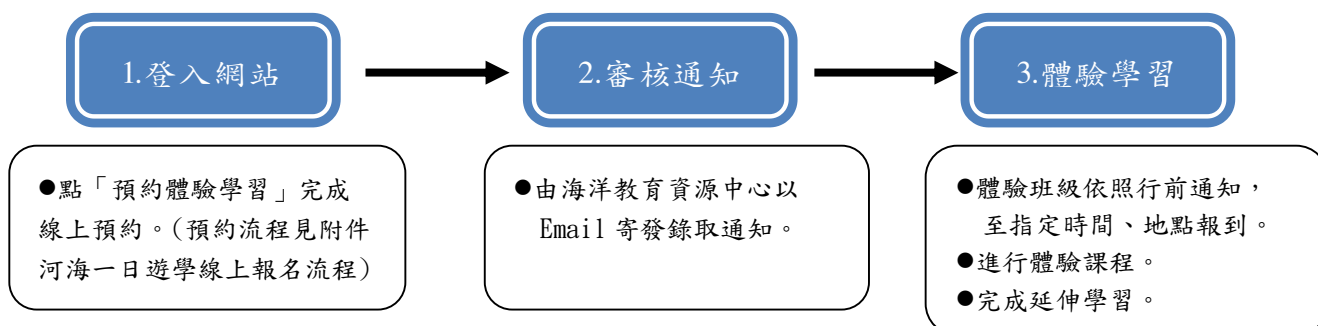 1.登入網站
2.審核通知
3.體驗學習
●點「預約體驗學習」完成
線上預約。(預約流程見附件
河海一日遊學線上報名流程)
●由海洋教育資源中心以
Email 寄發錄取通知。
●體驗班級依照行前通知，
至指定時間、地點報到。
●進行體驗課程。
●完成延伸學習。